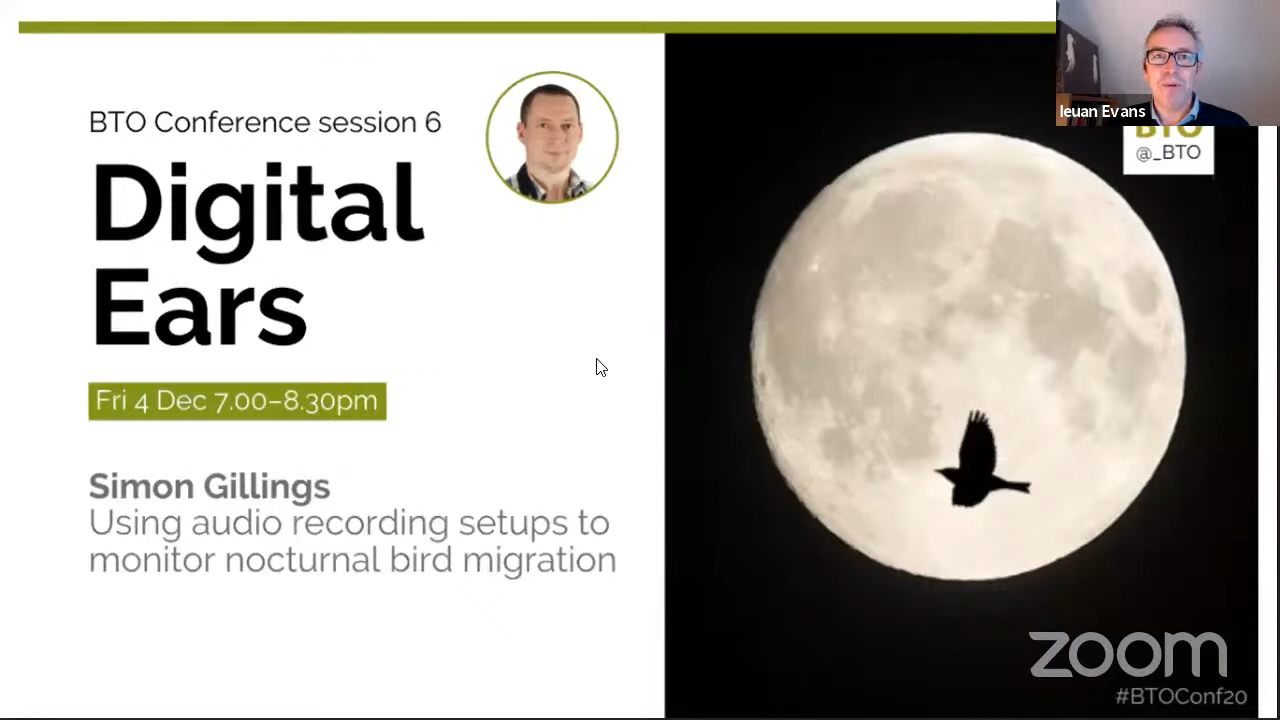 BTO Conference session 6
Digital
Ears
Fri 4 Dec 7.00–8.30pm
Simon Gillings
Using audio recording setups to
monitor nocturnal bird migration
Ieuan Evans
BTO
@_BTO
zoom
#BTOConf20